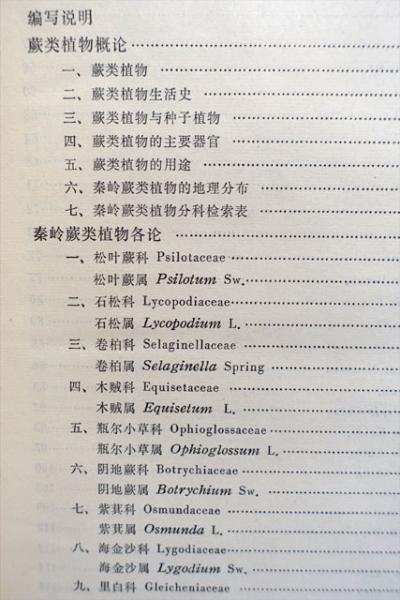 编写说明
蕨类植物概论
一、蕨类植物
二、蕨类植物生活史
三、蕨类植物与种子植物
四、蕨类植物的主要器官
五、蕨类植物的用途
六、秦岭蕨类植物的地理分布
七、秦岭蕨类植物分科检索表
秦岭蕨类植物各论
一、松叶蕨科 Psilotaceae
松叶蕨属 Psilotum Sw.
二、石松科 Lycopodiaceae
石松属 Lycopodium L.
三、卷柏科 Selaginellaceae
卷柏属 Selaginella Spring
四、木贼科 Equisetaceae
木贼属 Equisetum L.
五、瓶尔小草科 Ophioglossaceae
瓶尔小草属 Ophioglossum L.
六、阴地蕨科 Botrychiaceae
阴地蕨属 Botrychium Sw.
七、紫萁科 Osmundaceae
紫萁属 Osmunda L.
八、海金沙科 Lygodiaceae
海金沙属 Lygodium Sw.
九、里白科 Gleicheniaceae